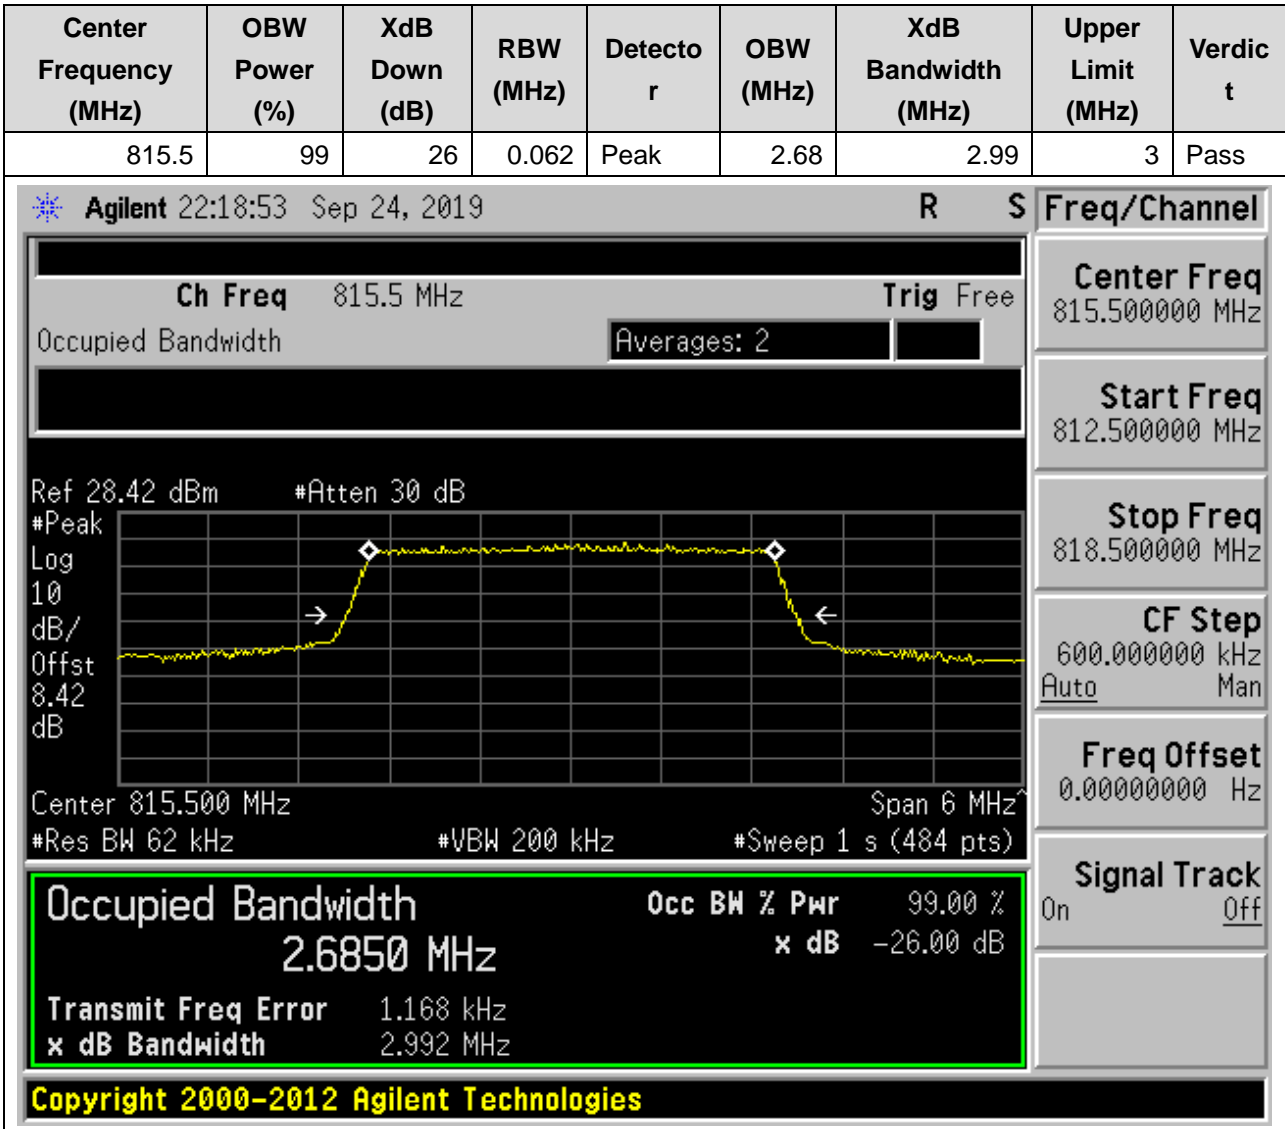 Center Frequency (MHz) OBW Power (%) XdB Down (dB) RBW (MHz) Detecto r OBW (MHz) XdB Bandwidth (MHz) Upper Limit (MHz) Verdic t
815.5 99 26 0.062 Peak 2.68 2.99 3 Pass
Agilent 22:18:53 Sep 24, 2019 R S
Ch Freq 815.5 MHz Trig Free
Occupied Bandwidth Averages: 2
Ref 28.42 dBm #Atten 30 dB
#Peak
Log
10
dB/
Offst
8.42
dB
Center 815.500 MHz Span 6 MHz^
#Res BW 62 kHz #VBW 200 kHz #Sweep 1 s (484 pts)
Occupied Bandwidth Occ BW % Pwr 99.00 %
2.6850 MHz x dB -26.00 dB
Transmit Freq Error 1.168 kHz
x dB Bandwidth 2.992 MHz
Freq/Channel
Center Freq
815.500000 MHz
Start Freq
812.500000 MHz
Stop Freq
818.500000 MHz
CF Step
600.000000 kHz
Auto Man
Freq Offset
0.00000000 Hz
Signal Track
On Off
Copyright 2000-2012 Agilent Technologies